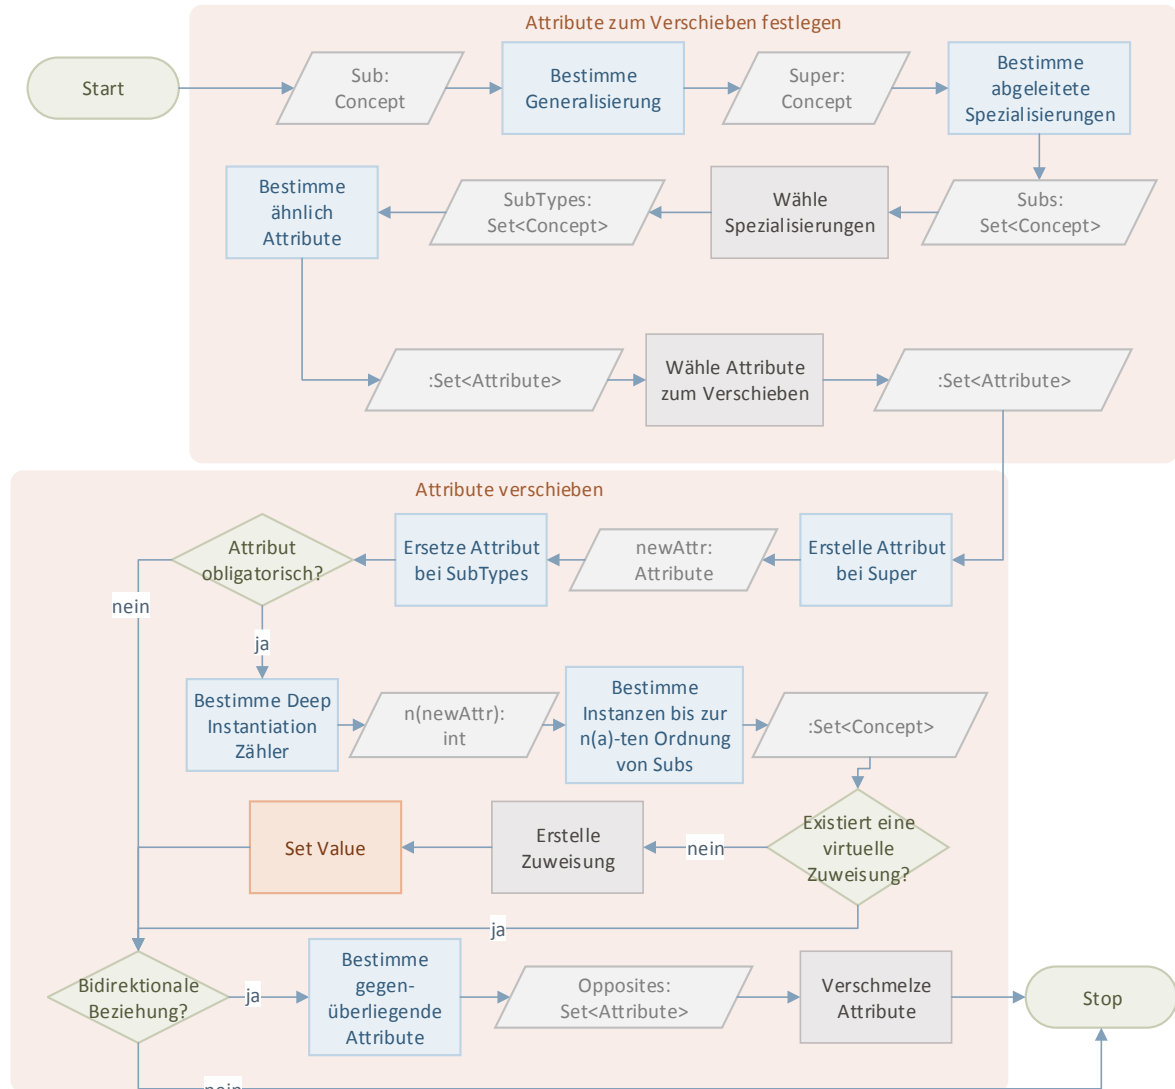 Attribute zum Verschieben festlegen
Start
Sub:
Concept
Bestimme
Generalisierung
Super:
Concept
Bestimme
abgeleitete
Spezialisierungen
Subs:
Set<Concept>
Wähle
Spezialisierungen
SubTypes:
Set<Concept>
Bestimme
ähnlich
Attribute
:Set<Attribute>
Wähle Attribute
zum Verschieben
:Set<Attribute>
Attribute verschieben
Erstelle Attribut
bei Super
newAttr:
Attribute
Ersetze Attribut
bei SubTypes
Attribut
obligatorisch?
nein
ja
Bestimme Deep
Instantiation
Zähler
n(newAttr):
int
Bestimme
Instanzen bis zur
n(a)-ten Ordnung
von Subs
:Set<Concept>
Existiert eine
virtuelle
Zuweisung?
nein
Erstelle
Zuweisung
Set Value
ja
Bidirektionale
Beziehung?
ja
Bestimme
gegen-
überliegende
Attribute
Opposites:
Set<Attribute>
Verschmelze
Attribute
Stop
nein